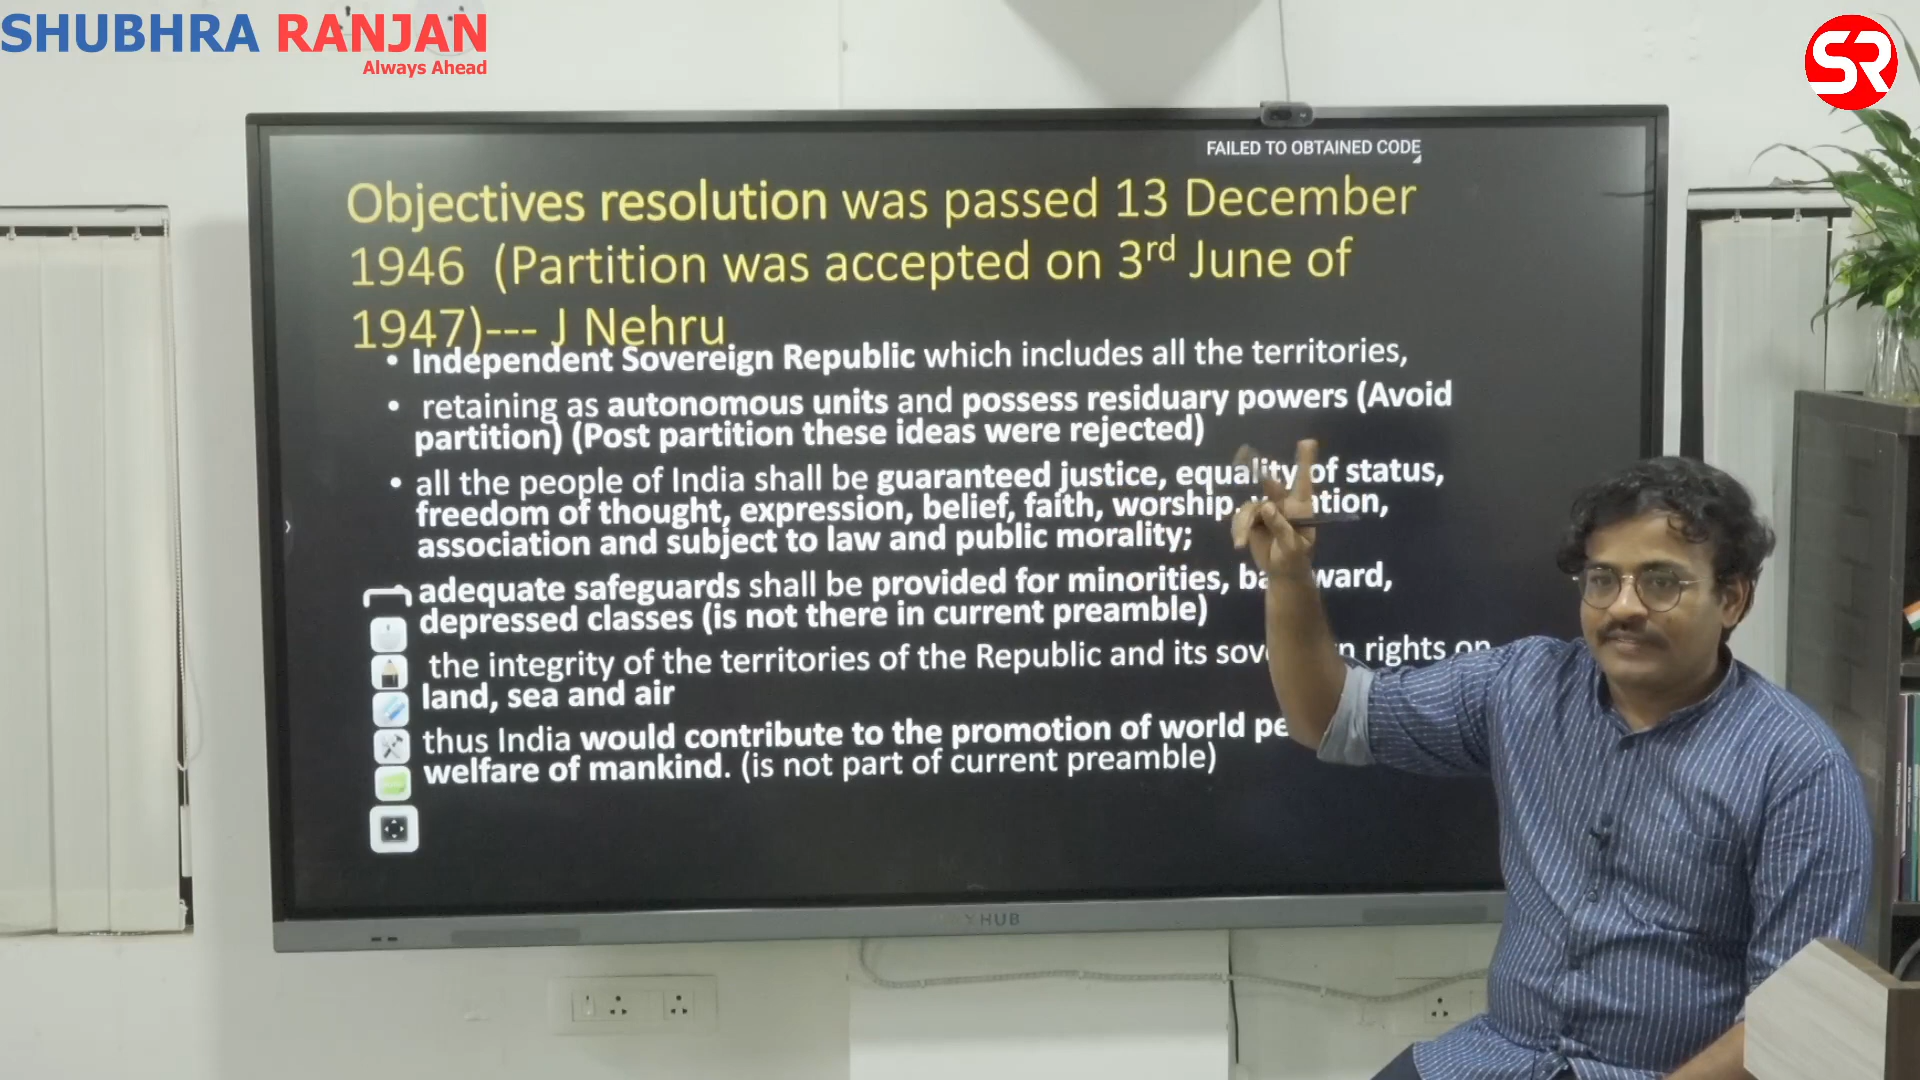 SHUBHRA RANJAN
Always Ahead
SR
FAILED TO OBTAINED CODE
Objectives resolution was passed 13 December
1946 (Partition was accepted on 3rd June of
1947)--- J Nehru
• Independent Sovereign Republic which includes all the territories,
• retaining as autonomous units and possess residuary powers (Avoid
partition) (Post partition these ideas were rejected)
• all the people of India shall be guaranteed justice, equality of status,
freedom of thought, expression, belief, faith, worship,
association and subject to law and public morality;
adequate safeguards shall be provided for minorities,
depressed classes (is not there in current preamble)
the integrity of the territories of the Republic and its rights on
land, sea and air
thus India would contribute to the promotion of world
welfare of mankind. (is not part of current preamble)